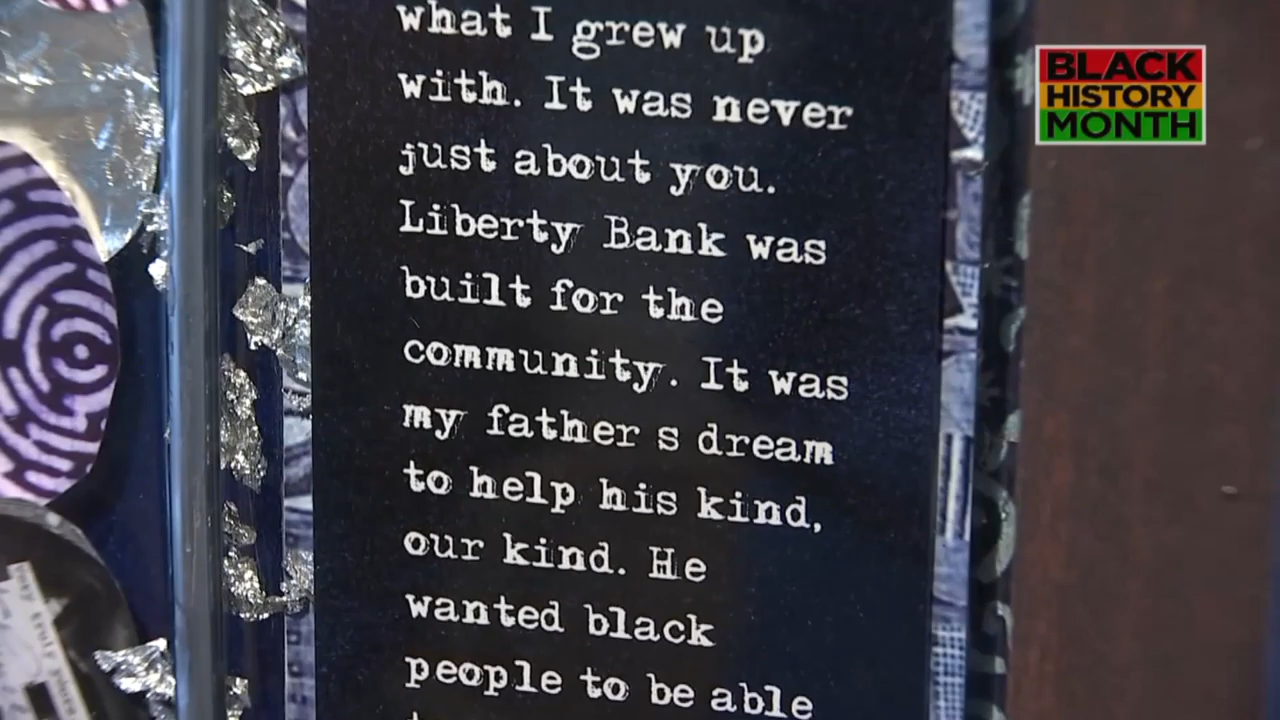 what I grew up
with. It was never
just about you.
Liberty Bank was
built for the
community. It was
my father s dream
to help his kind,
our kind. He
wanted black
people to be able
BLACK
HISTORY
MONTH